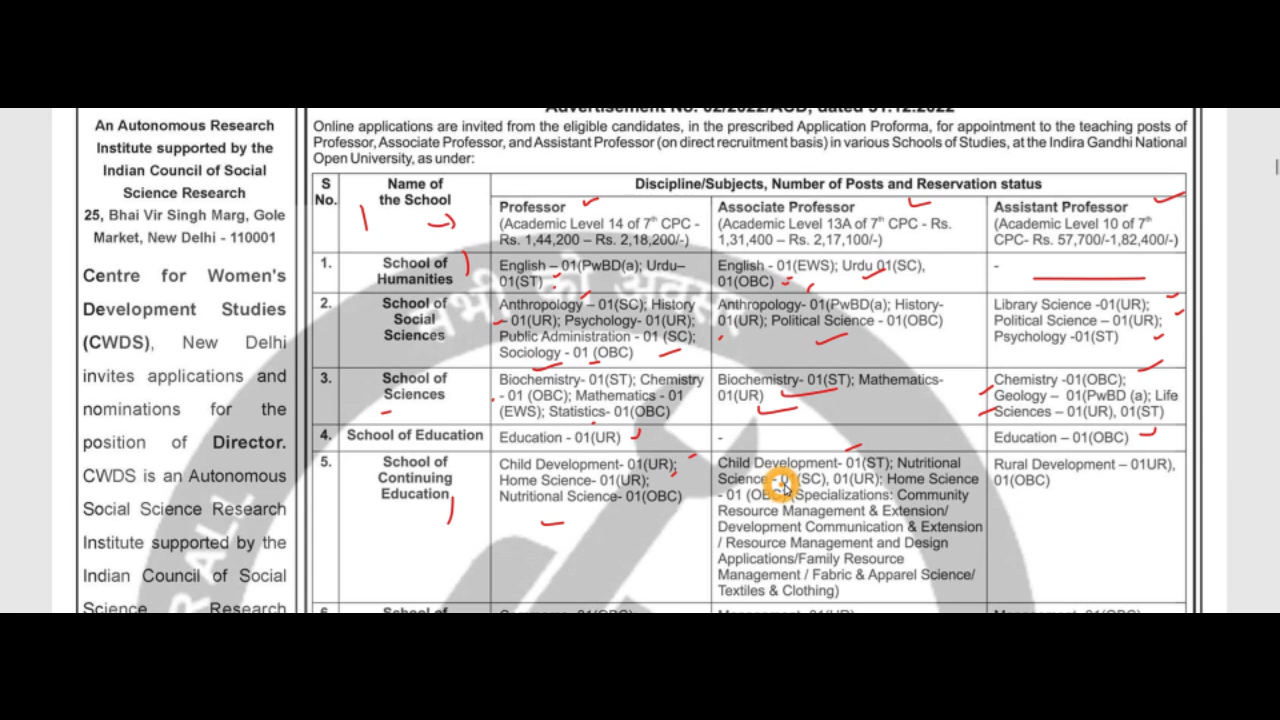 Advertisement No. 02/2022/ACD, dated 31.12.2022
An Autonomous Research
Institute supported by the
Indian Council of Social
Science Research
25, Bhai Vir Singh Marg, Gole
Market, New Delhi - 110001
Centre for Women's
Development Studies
(CWDS), New Delhi
invites applications and
nominations for the
position of Director.
CWDS is an Autonomous
Social Science Research
Institute supported by the
Indian Council of Social
Science Research
Online applications are invited from the eligible candidates, in the prescribed Application Proforma, for appointment to the teaching posts of
Professor, Associate Professor, and Assistant Professor (on direct recruitment basis) in various Schools of Studies, at the Indira Gandhi National
Open University, as under:
S No.
Name of the School
Discipline/Subjects, Number of Posts and Reservation status
Professor
(Academic Level 14 of 7th CPC -
Rs. 1,44,200 – Rs. 2,18,200/-)
Associate Professor
(Academic Level 13A of 7th CPC - Rs.
1,31,400 – Rs. 2,17,100/-)
Assistant Professor
(Academic Level 10 of 7th
CPC- Rs. 57,700/-1,82,400/-)
1.
School of
Humanities
English – 01(PwBD(a); Urdu–
01(ST)
English - 01(EWS); Urdu 01(SC),
01(OBC)
-
2.
School of
Social
Sciences
Anthropology – 01(SC); History
– 01(UR); Psychology- 01(UR);
Public Administration - 01 (SC);
Sociology - 01 (OBC)
Anthropology- 01(PwBD(a); History-
01(UR); Political Science - 01(OBC)
Library Science -01(UR);
Political Science – 01(UR);
Psychology -01(ST)
3.
School of
Sciences
Biochemistry- 01(ST); Chemistry
- 01 (OBC); Mathematics - 01
(EWS); Statistics- 01(OBC)
Biochemistry- 01(ST); Mathematics-
01(UR)
Chemistry -01(OBC);
Geology – 01(PwBD (a); Life
Sciences – 01(UR), 01(ST)
4.
School of Education
Education - 01(UR)
-
Education – 01(OBC)
5.
School of
Continuing
Education
Child Development- 01(UR);
Home Science- 01(UR);
Nutritional Science- 01(OBC)
Child Development- 01(ST); Nutritional
Science - 01(SC), 01(UR); Home Science
- 01 (OBC Specializations: Community
Resource Management & Extension/
Development Communication & Extension
/ Resource Management and Design
Applications/Family Resource
Management / Fabric & Apparel Science/
Textiles & Clothing)
Rural Development – 01UR),
01(OBC)